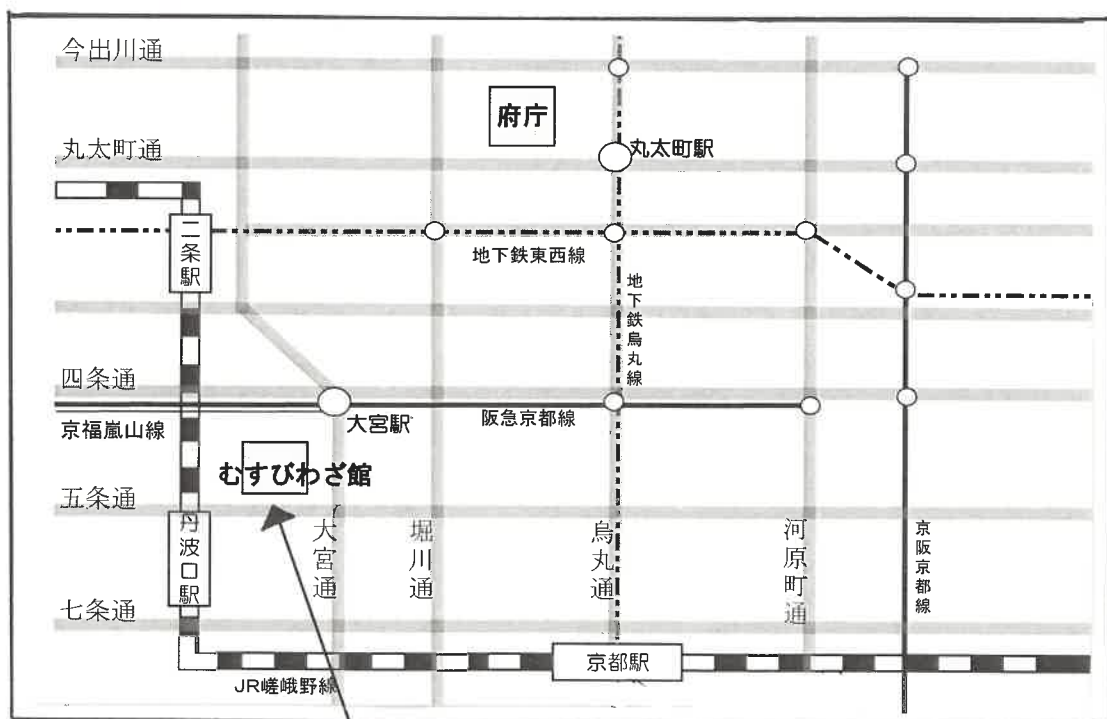 今出川通
府庁
丸太町通
丸太町駅
二条駅
地下鉄東西線
地下鉄烏丸線
四条通
京福嵐山線
大宮駅
阪急京都線
むすびわざ館
五条通
丹波口駅
大宮通
堀川通
烏丸通
河原町通
京阪京都線
七条通
京都駅
JR嵯峨野線